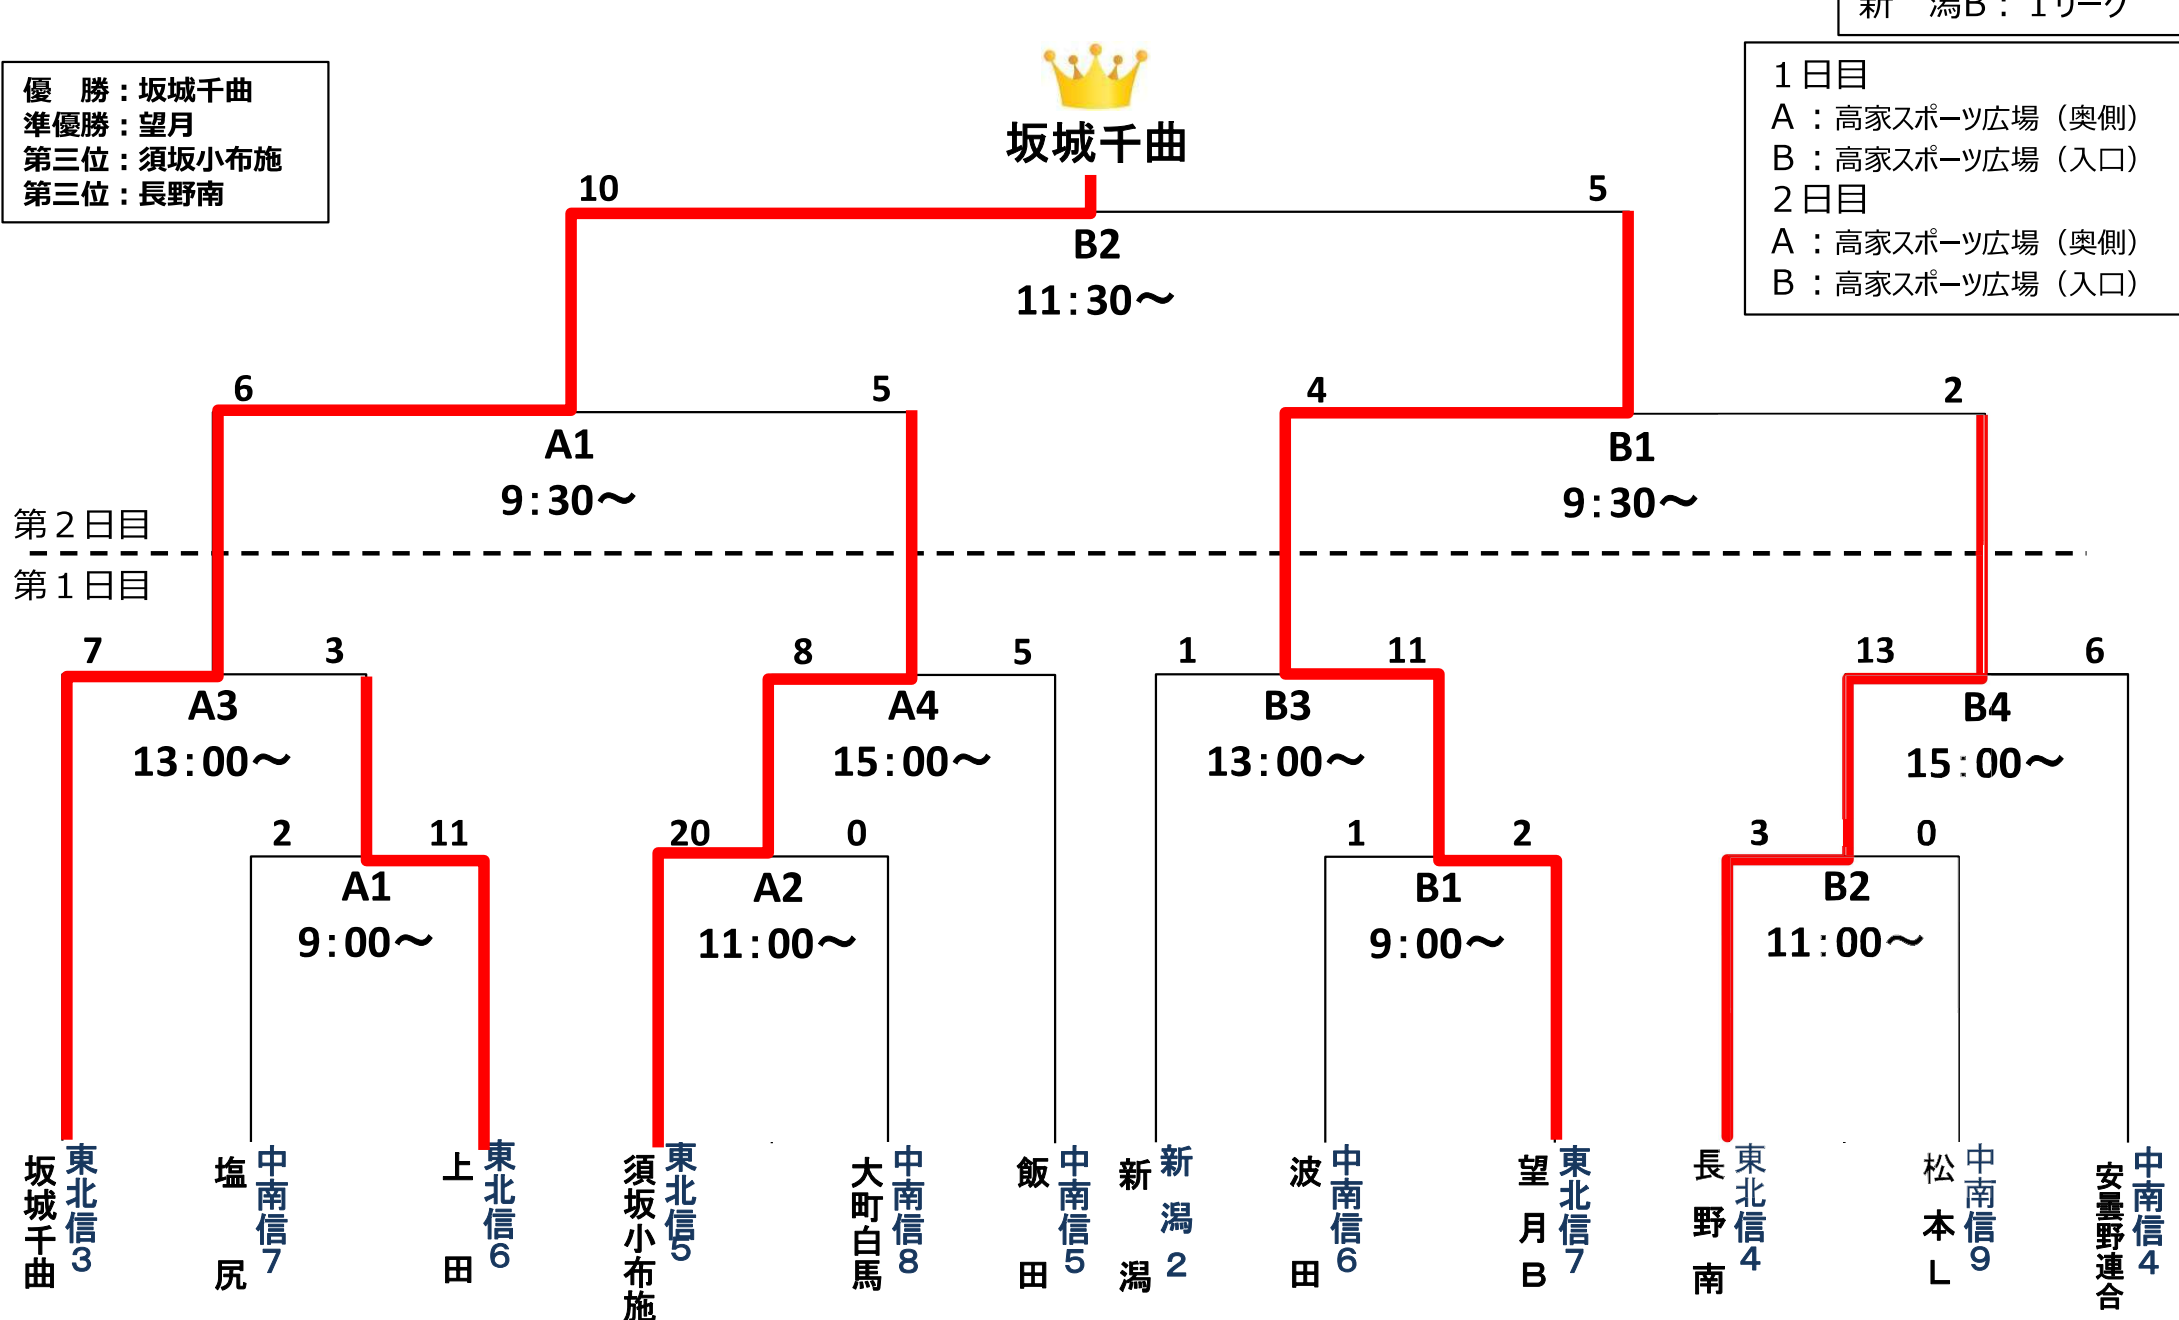 新　潟B：１リーグ
優　勝：坂城千曲
準優勝：望月
第三位：須坂小布施
第三位：長野南
坂城千曲
１日目
A ：高家スポーツ広場（奥側）
B ：高家スポーツ広場（入口）
２日目
A ：高家スポーツ広場（奥側）
B ：高家スポーツ広場（入口）
10
5
B2
11:30～
6
5
4
2
A1
9:30～
B1
9:30～
第２日目
第１日目
7
3
8
5
1
11
13
6
A3
13:00～
A4
15:00～
B3
13:00～
B4
15:00～
2
11
20
0
1
2
3
0
A1
9:00～
A2
11:00～
B1
9:00～
B2
11:00～
坂城千曲
東北信３
塩尻
中南信７
上田
東北信６
須坂小布施
東北信５
大町白馬
中南信８
飯田
中南信５
新潟
新潟２
波田
中南信６
望月B
東北信７
長野南
東北信４
松本L
中南信９
安曇野連合
中南信４